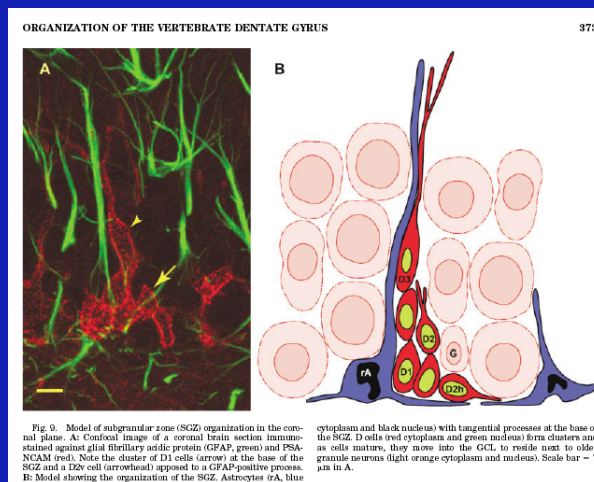 ORGANIZATION OF THE VERTEBRATE DENTATE GYRUS
373
A
B
D3
D2
G
rA
D1
D2h
Fig. 9. Model of subgranular zone (SGZ) organization in the coro-
nal plane. A: Confocal image of a coronal brain section immuno-
stained against glial fibrillary acidic protein (GFAP, green) and PSA-
NCAM (red). Note the cluster of D1 cells (arrow) at the base of the
SGZ and a D2v cell (arrowhead) apposed to a GFAP-positive process.
B: Model showing the organization of the SGZ. Astrocytes (rA, blue
cytoplasm and black nucleus) with tangential processes at the base o
the SGZ. D cells (red cytoplasm and green nucleus) form clusters and
as cells mature, they move into the GCL to reside next to olde
granule neurons (light orange cytoplasm and nucleus). Scale bar =
μm in A.